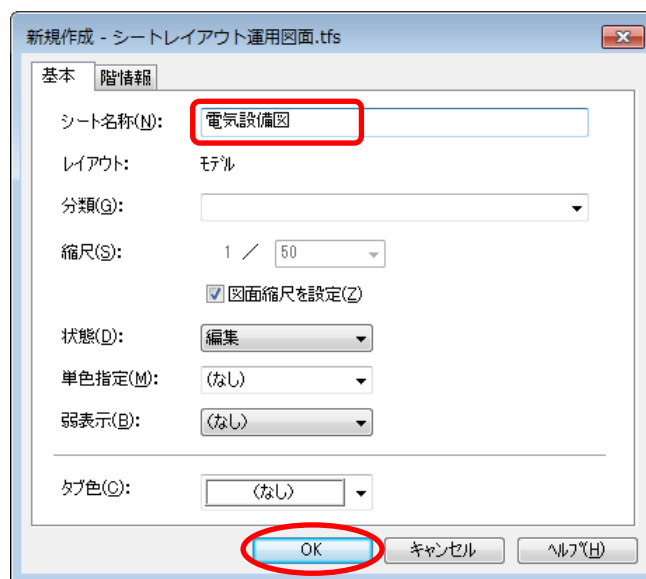 新規作成 - シートレイアウト運用図面.tfs
基本 階情報
シート名称(N): 電気設備図
レイアウト: ﾓﾃﾞﾙ
分類(G):
縮尺(S): 1 ／ 50
図面縮尺を設定(Z)
状態(D): 編集
単色指定(M): (なし)
弱表示(B): (なし)
タブ色(C): (なし)
OK キャンセル ﾍﾙﾌﾟ(H)